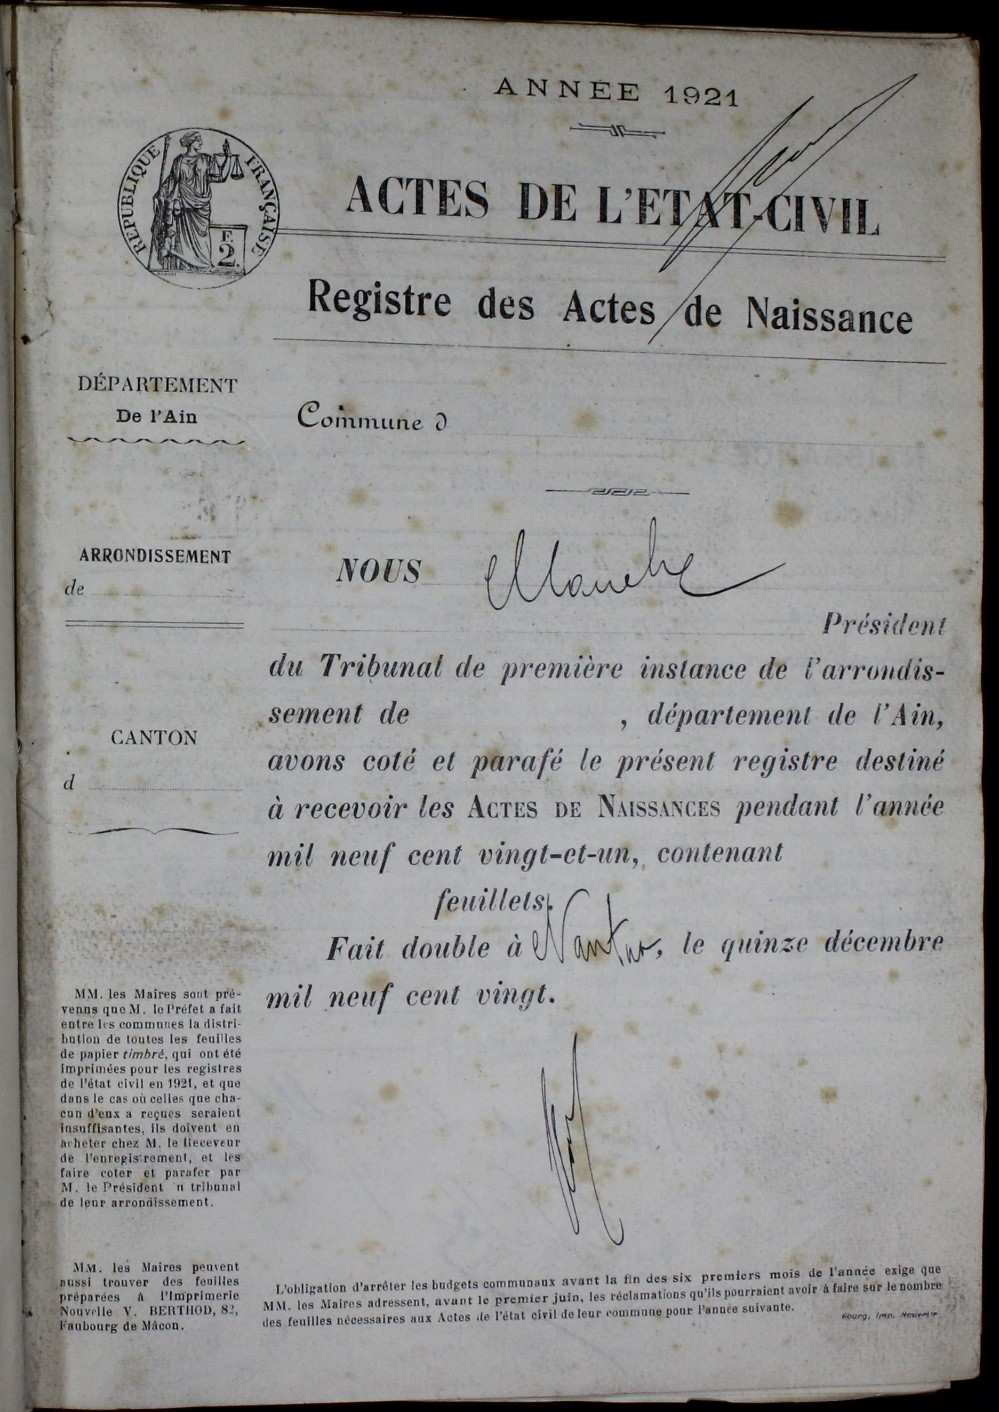 ANNÉE 1921
RÉPUBLIQUE FRANÇAISE
F.
2.
ACTES DE L'ETAT-CIVIL
Registre des Actes de Naissance
DÉPARTEMENT
De l'Ain
Commune d
ARRONDISSEMENT
de
NOUS
Président
du Tribunal de première instance de l'arrondis-
sement de , département de l'Ain,
CANTON
d
avons coté et parafé le présent registre destiné
à recevoir les ACTES DE NAISSANCES pendant l'année
mil neuf cent vingt-et-un, contenant
feuillets.
Fait double à Nantua, le quinze décembre
mil neuf cent vingt.
MM. les Maires sont pré-
venus que M. le Préfet a fait
entre les communes la distri-
bution de toutes les feuilles
de papier timbré, qui ont été
imprimées pour les registres
de l'état civil en 1921, et que
dans le cas où celles que cha-
cun d'eux a reçues seraient
insuffisantes, ils doivent en
acheter chez M. le Receveur
de l'enregistrement, et les
faire coter et parafer par
M. le Président u tribunal
de leur arrondissement.
MM. les Maires peuvent
aussi trouver des feuilles
préparées à l'Imprimerie
Nouvelle V. BERTHOD, 82,
Faubourg de Mâcon.
L'obligation d'arrêter les budgets communaux avant la fin des six premiers mois de l'année exige que
MM. les Maires adressent, avant le premier juin, les réclamations qu'ils pourraient avoir à faire sur le nombre
des feuilles nécessaires aux Actes de l'état civil de leur commune pour l'année suivante.
Bourg, Imp. Nouvelle